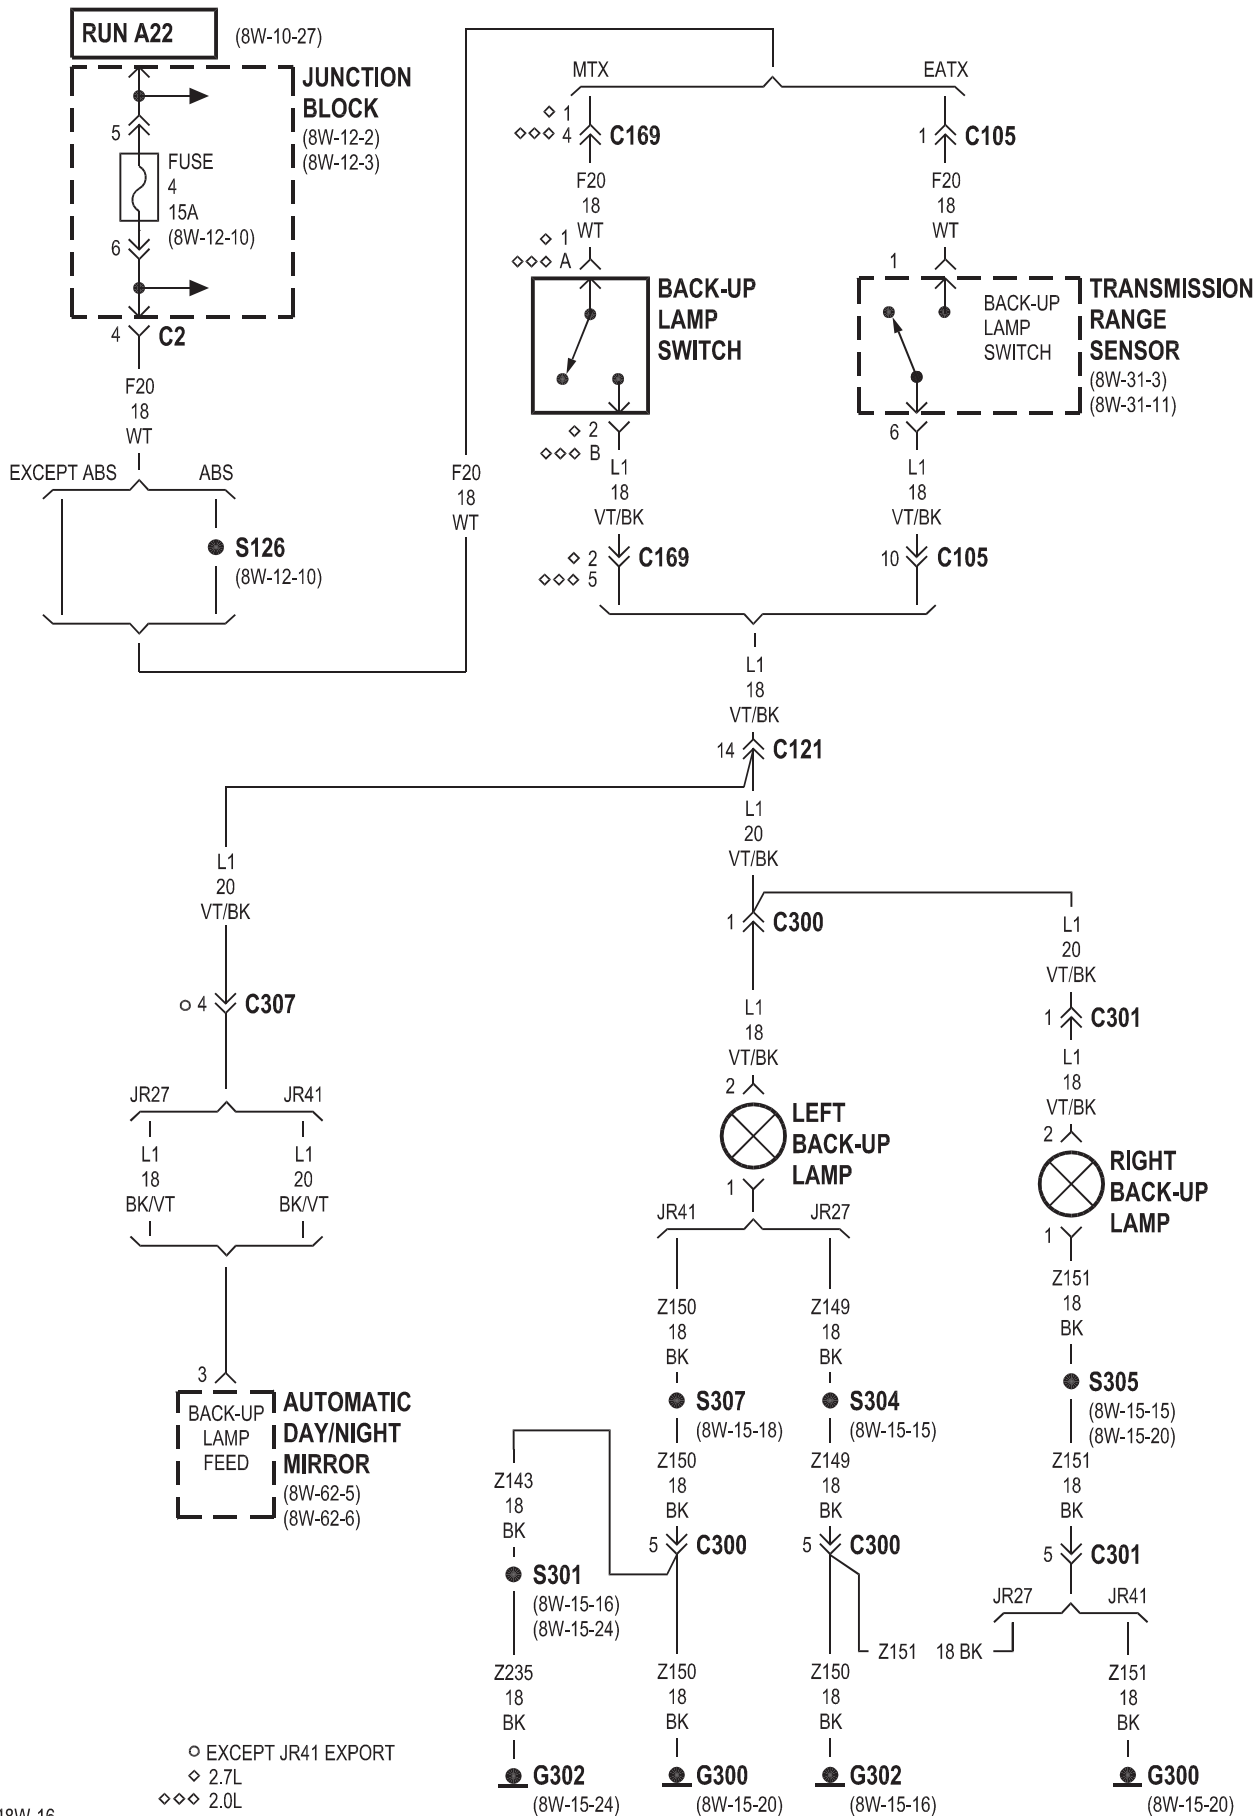 RUN A22
(8W-10-27)
JUNCTION
BLOCK
(8W-12-2)
(8W-12-3)
5
FUSE
4
15A
(8W-12-10)
6
4
C2
F20
18
WT
EXCEPT ABS
ABS
S126
(8W-12-10)
F20
18
WT
MTX
EATX
◇ 1
◇◇◇ 4
C169
1
C105
F20
18
WT
F20
18
WT
◇ 1
◇◇◇ A
1
BACK-UP
LAMP
SWITCH
BACK-UP
LAMP
SWITCH
TRANSMISSION
RANGE
SENSOR
(8W-31-3)
(8W-31-11)
◇ 2
◇◇◇ B
6
L1
18
VT/BK
L1
18
VT/BK
◇ 2
◇◇◇ 5
C169
10
C105
L1
18
VT/BK
14
C121
L1
20
VT/BK
L1
20
VT/BK
1
C300
L1
20
VT/BK
○ 4
C307
1
C301
L1
18
VT/BK
L1
18
VT/BK
JR27
JR41
L1
18
BK/VT
L1
20
BK/VT
2
LEFT
BACK-UP
LAMP
1
2
RIGHT
BACK-UP
LAMP
1
JR41
JR27
Z150
18
BK
Z149
18
BK
Z151
18
BK
3
BACK-UP
LAMP
FEED
AUTOMATIC
DAY/NIGHT
MIRROR
(8W-62-5)
(8W-62-6)
S307
(8W-15-18)
S304
(8W-15-15)
S305
(8W-15-15)
(8W-15-20)
Z143
18
BK
Z150
18
BK
Z149
18
BK
Z151
18
BK
5
C300
5
C300
5
C301
S301
(8W-15-16)
(8W-15-24)
JR27
JR41
Z151 18 BK
Z235
18
BK
Z150
18
BK
Z150
18
BK
Z151
18
BK
○ EXCEPT JR41 EXPORT
◇ 2.7L
◇◇◇ 2.0L
G302
(8W-15-24)
G300
(8W-15-20)
G302
(8W-15-16)
G300
(8W-15-20)